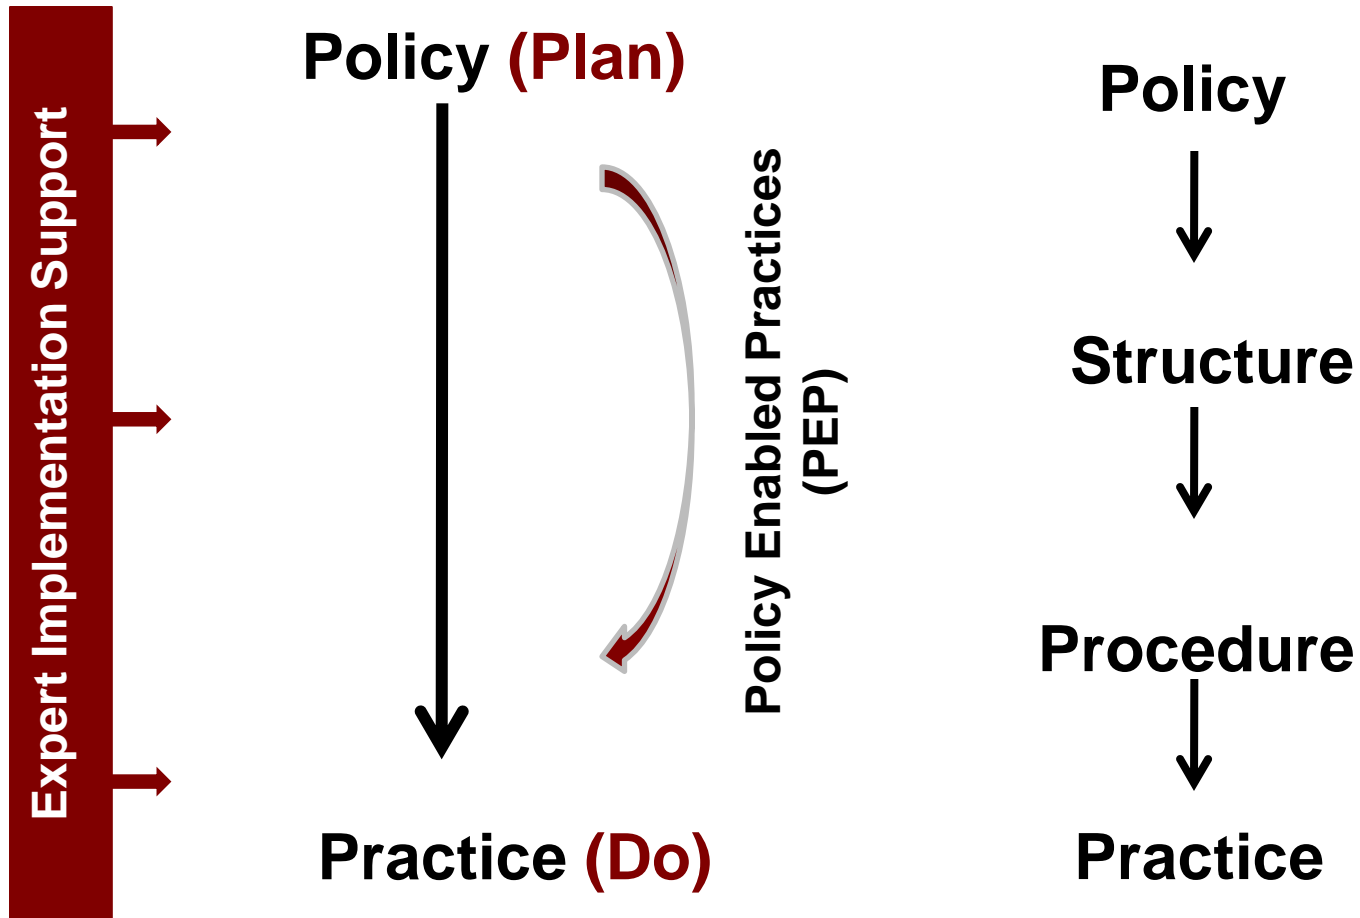 Expert Implementation Support
Policy (Plan)
Practice (Do)
Policy Enabled Practices
(PEP)
Policy
Structure
Procedure
Practice